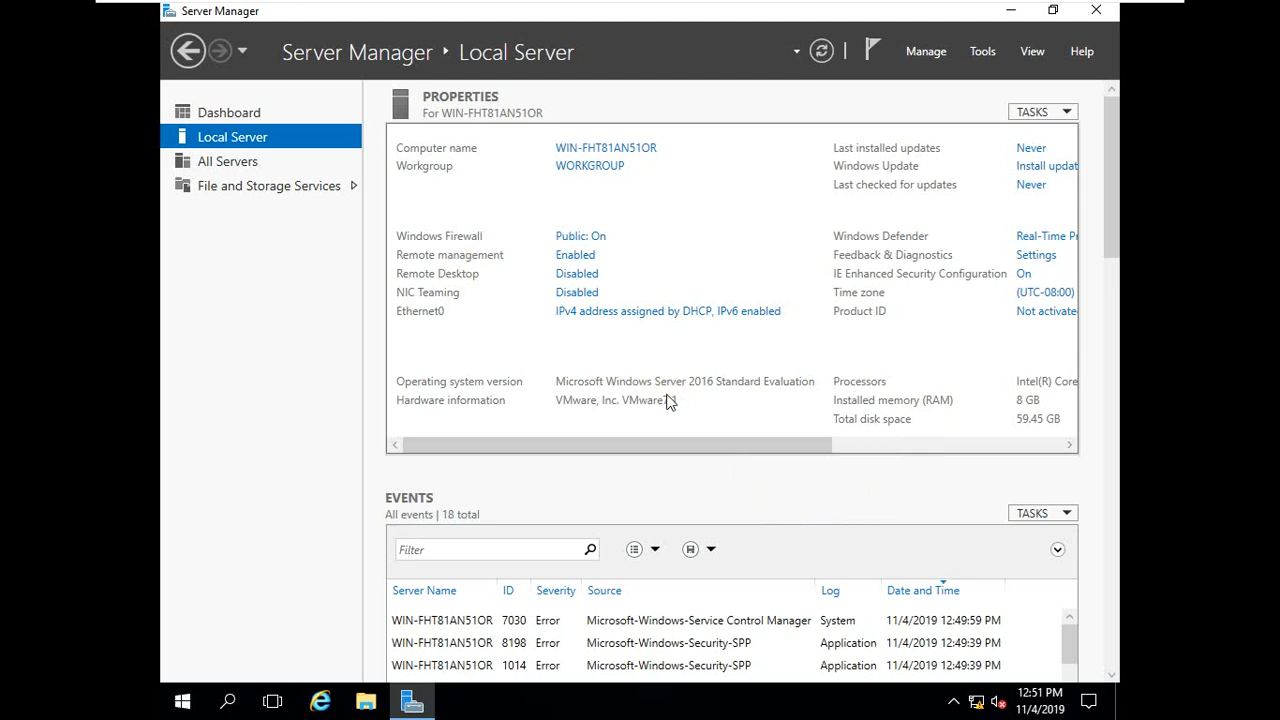 Server Manager
Server Manager ‣ Local Server
Manage Tools View Help
Dashboard
Local Server
All Servers
File and Storage Services
PROPERTIES
For WIN-FHT81AN51OR
TASKS
Computer name WIN-FHT81AN51OR Last installed updates Never
Workgroup WORKGROUP Windows Update Install updat
Last checked for updates Never
Windows Firewall Public: On Windows Defender Real-Time Pr
Remote management Enabled Feedback & Diagnostics Settings
Remote Desktop Disabled IE Enhanced Security Configuration On
NIC Teaming Disabled Time zone (UTC-08:00)
Ethernet0 IPv4 address assigned by DHCP, IPv6 enabled Product ID Not activate
Operating system version Microsoft Windows Server 2016 Standard Evaluation Processors Intel(R) Core
Hardware information VMware, Inc. Installed memory (RAM) 8 GB
Total disk space 59.45 GB
EVENTS
All events | 18 total
TASKS
Filter
Server Name ID Severity Source Log Date and Time
WIN-FHT81AN51OR 7030 Error Microsoft-Windows-Service Control Manager System 11/4/2019 12:49:59 PM
WIN-FHT81AN51OR 8198 Error Microsoft-Windows-Security-SPP Application 11/4/2019 12:49:39 PM
WIN-FHT81AN51OR 1014 Error Microsoft-Windows-Security-SPP Application 11/4/2019 12:49:39 PM
12:51 PM
11/4/2019